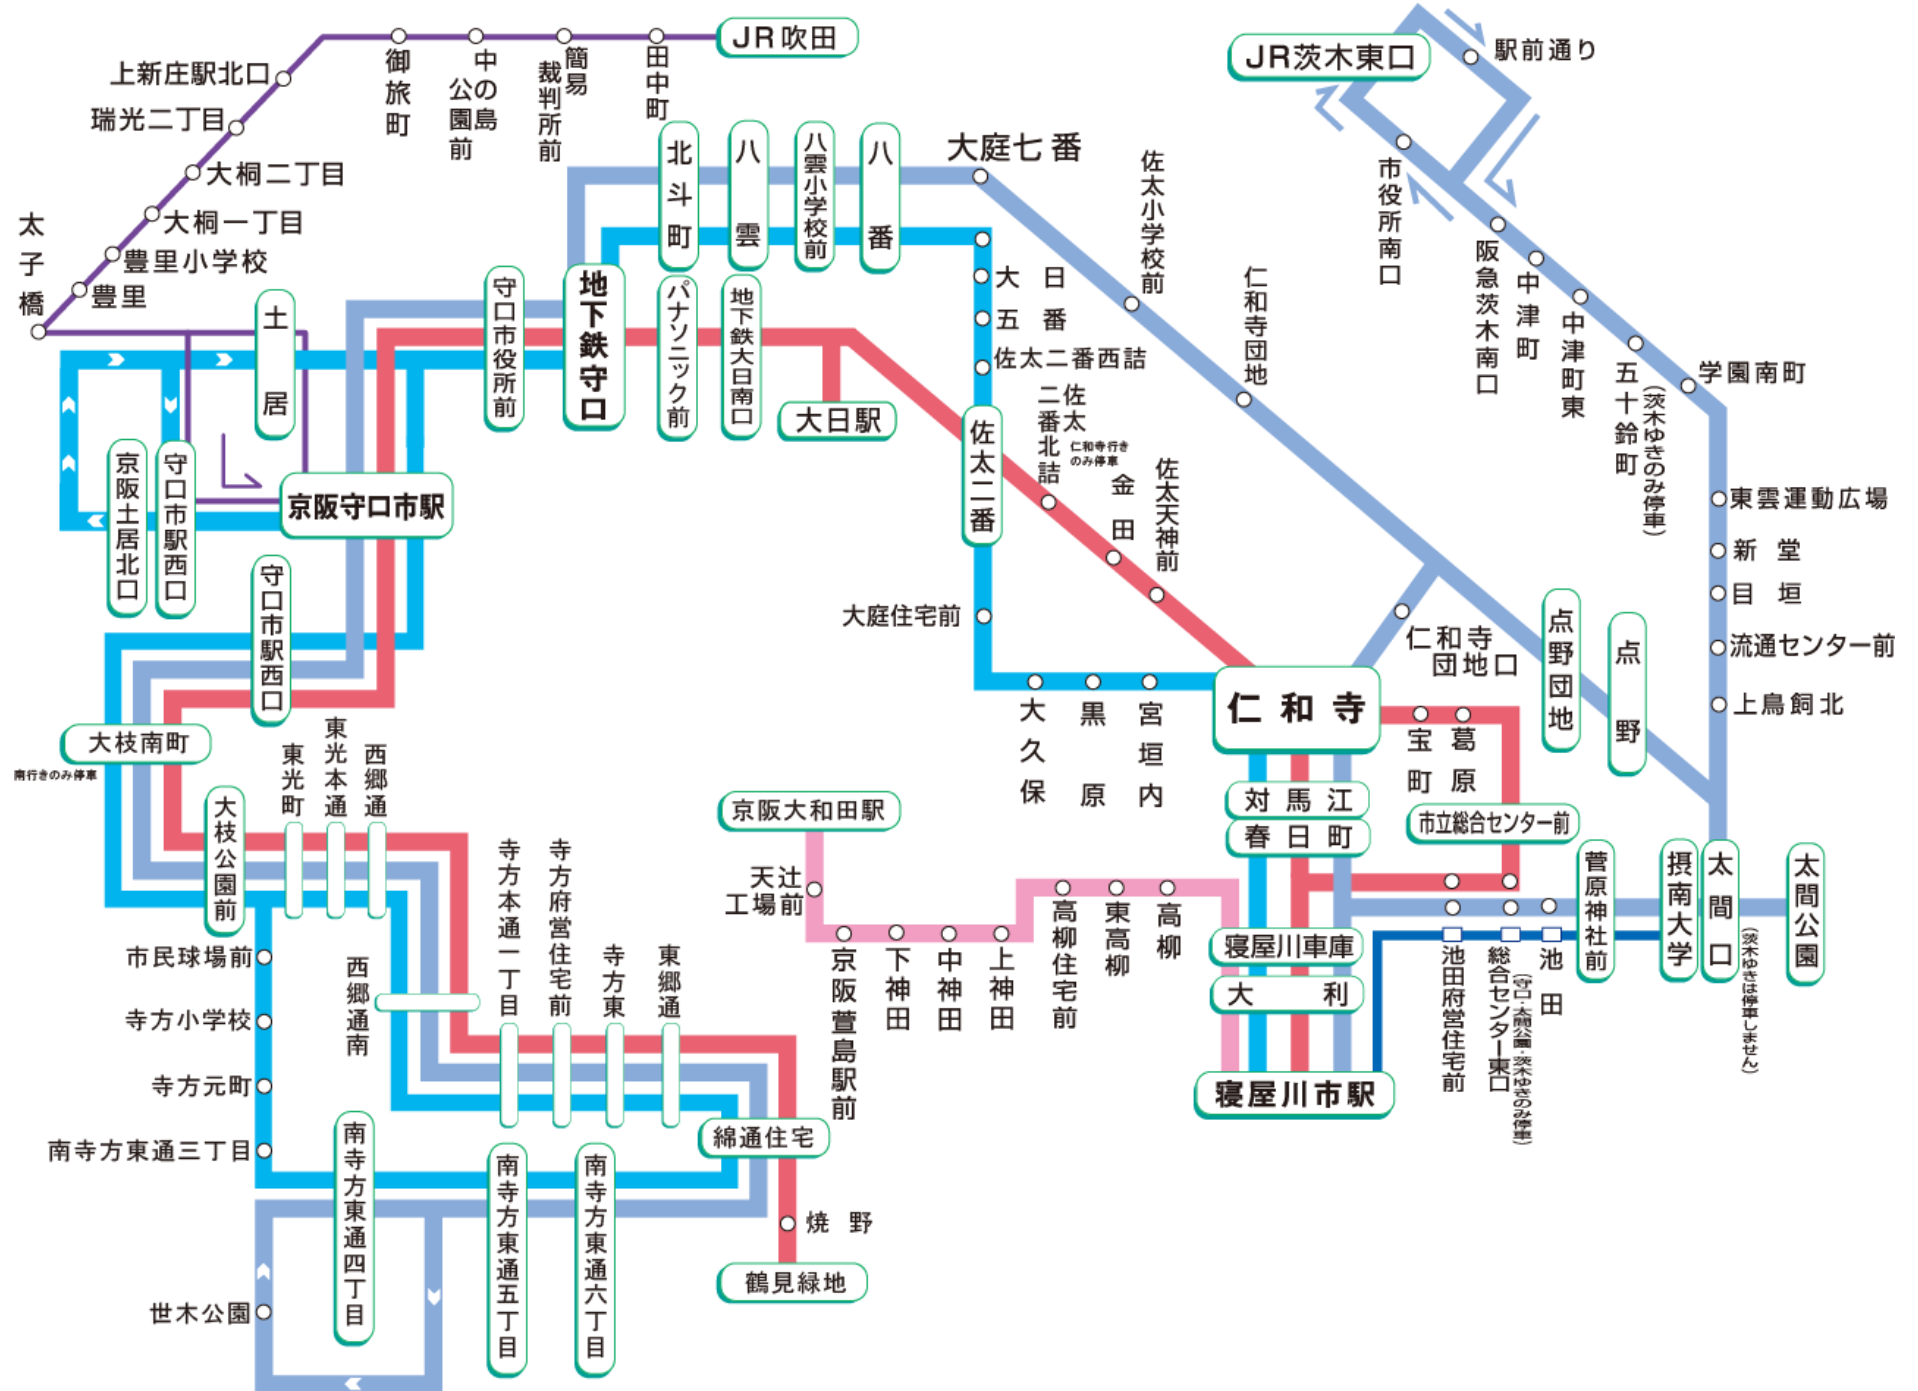 JR吹田
田中町
簡易
裁判所前
中の島
公園前
御旅町
上新庄駅北口
瑞光二丁目
大桐二丁目
大桐一丁目
豊里小学校
豊里
太子橋
土居
守口市役所前
地下鉄守口
北斗町
八雲
八雲小学校前
八番
大庭七番
佐太小学校前
仁和寺団地
JR茨木東口
駅前通り
市役所南口
阪急茨木南口
中津町
中津町東
五十鈴町
(茨木ゆきのみ停車)
学園南町
東雲運動広場
新堂
目垣
流通センター前
上鳥飼北
パナソニック前
地下鉄大日南口
大日駅
大日
五番
佐太二番西詰
佐太二番
佐太
二番北詰
仁和寺行き
のみ停車
金田
佐太天神前
大庭住宅前
大久保
黒原
宮垣内
仁和寺
仁和寺
団地口
点野団地
点野
京阪土居北口
守口市駅西口
京阪守口市駅
守口市駅西口
大枝南町
南行きのみ停車
大枝公園前
東光町
東光本通
西郷通
西郷通南
寺方本通一丁目
寺方府営住宅前
寺方東
東郷通
市民球場前
寺方小学校
寺方元町
南寺方東通三丁目
南寺方東通四丁目
南寺方東通五丁目
南寺方東通六丁目
綿通住宅
焼野
鶴見緑地
世木公園
京阪大和田駅
天辻
工場前
京阪萱島駅前
下神田
中神田
上神田
高柳住宅前
東高柳
高柳
対馬江
春日町
寝屋川車庫
大利
寝屋川市駅
宝町
葛原
市立総合センター前
池田府営住宅前
総合センター東口
(守口・太間公園・茨木ゆきのみ停車)
池田
菅原神社前
摂南大学
太間口
(茨木ゆきは停車しません)
太間公園